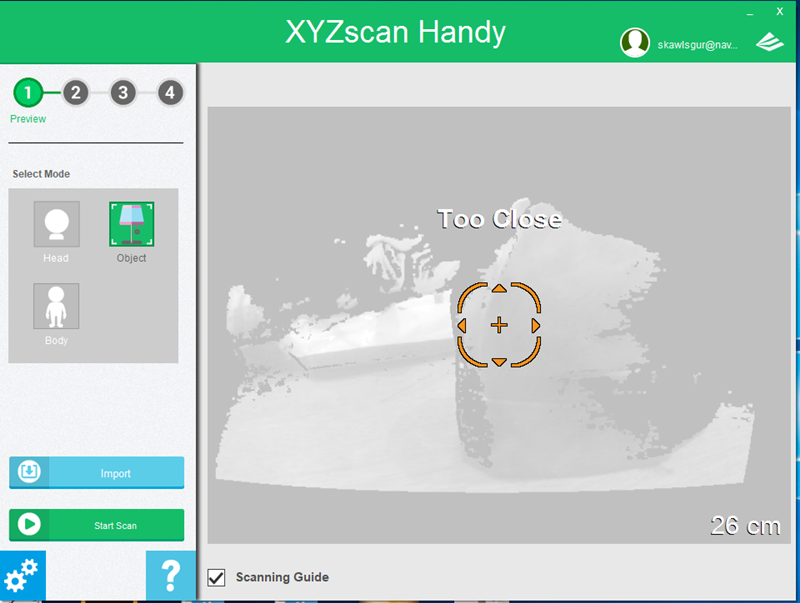 XYZscan Handy
_ X
skawlsgur@nav...
1 2 3 4
Preview
Select Mode
Head
Object
Body
Too Close
Import
Start Scan
26 cm
?
Scanning Guide